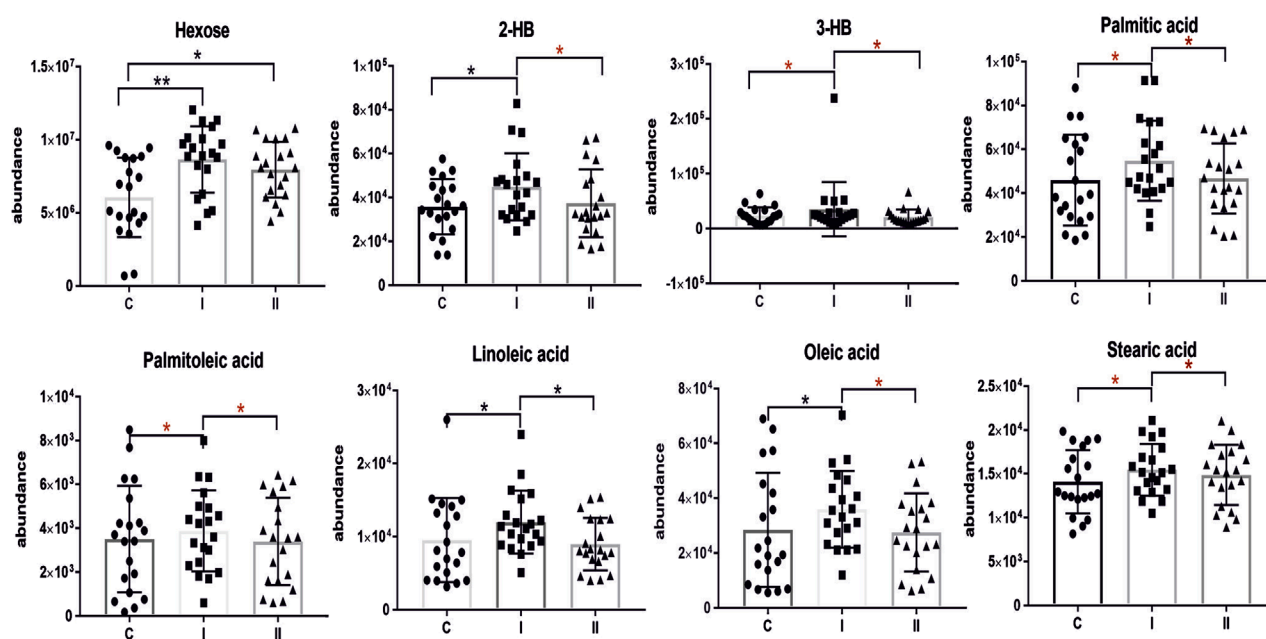 Hexose
**
*
abundance
1.5×10⁷
1×10⁷
5×10⁶
0
C
I
II
2-HB
*
*
abundance
1×10⁵
8×10⁴
6×10⁴
4×10⁴
2×10⁴
0
C
I
II
3-HB
*
*
abundance
3×10⁵
2×10⁵
1×10⁵
0
-1×10⁵
C
I
II
Palmitic acid
*
*
abundance
1×10⁵
8×10⁴
6×10⁴
4×10⁴
2×10⁴
0
C
I
II
Palmitoleic acid
*
*
abundance
1×10⁴
8×10³
6×10³
4×10³
2×10³
0
C
I
II
Linoleic acid
*
*
abundance
3×10⁴
2×10⁴
1×10⁴
0
C
I
II
Oleic acid
*
*
abundance
8×10⁴
6×10⁴
4×10⁴
2×10⁴
0
C
I
II
Stearic acid
*
*
abundance
2.5×10⁴
2×10⁴
1.5×10⁴
1×10⁴
5×10³
0
C
I
II